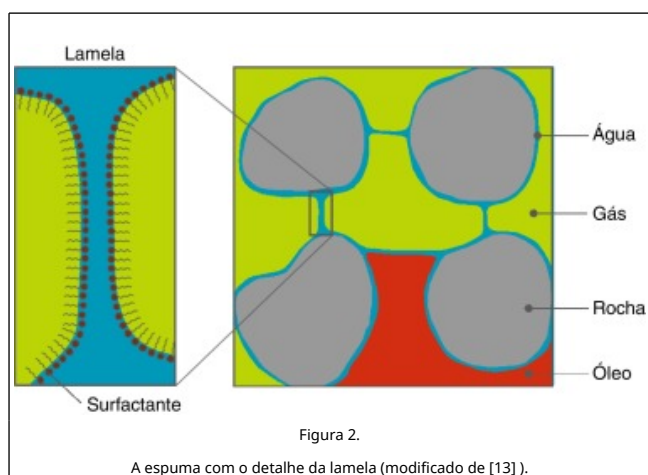 Lamela
Água
Gás
Rocha
Óleo
Surfactante
Figura 2.
A espuma com o detalhe da lamela (modificado de [13] ).